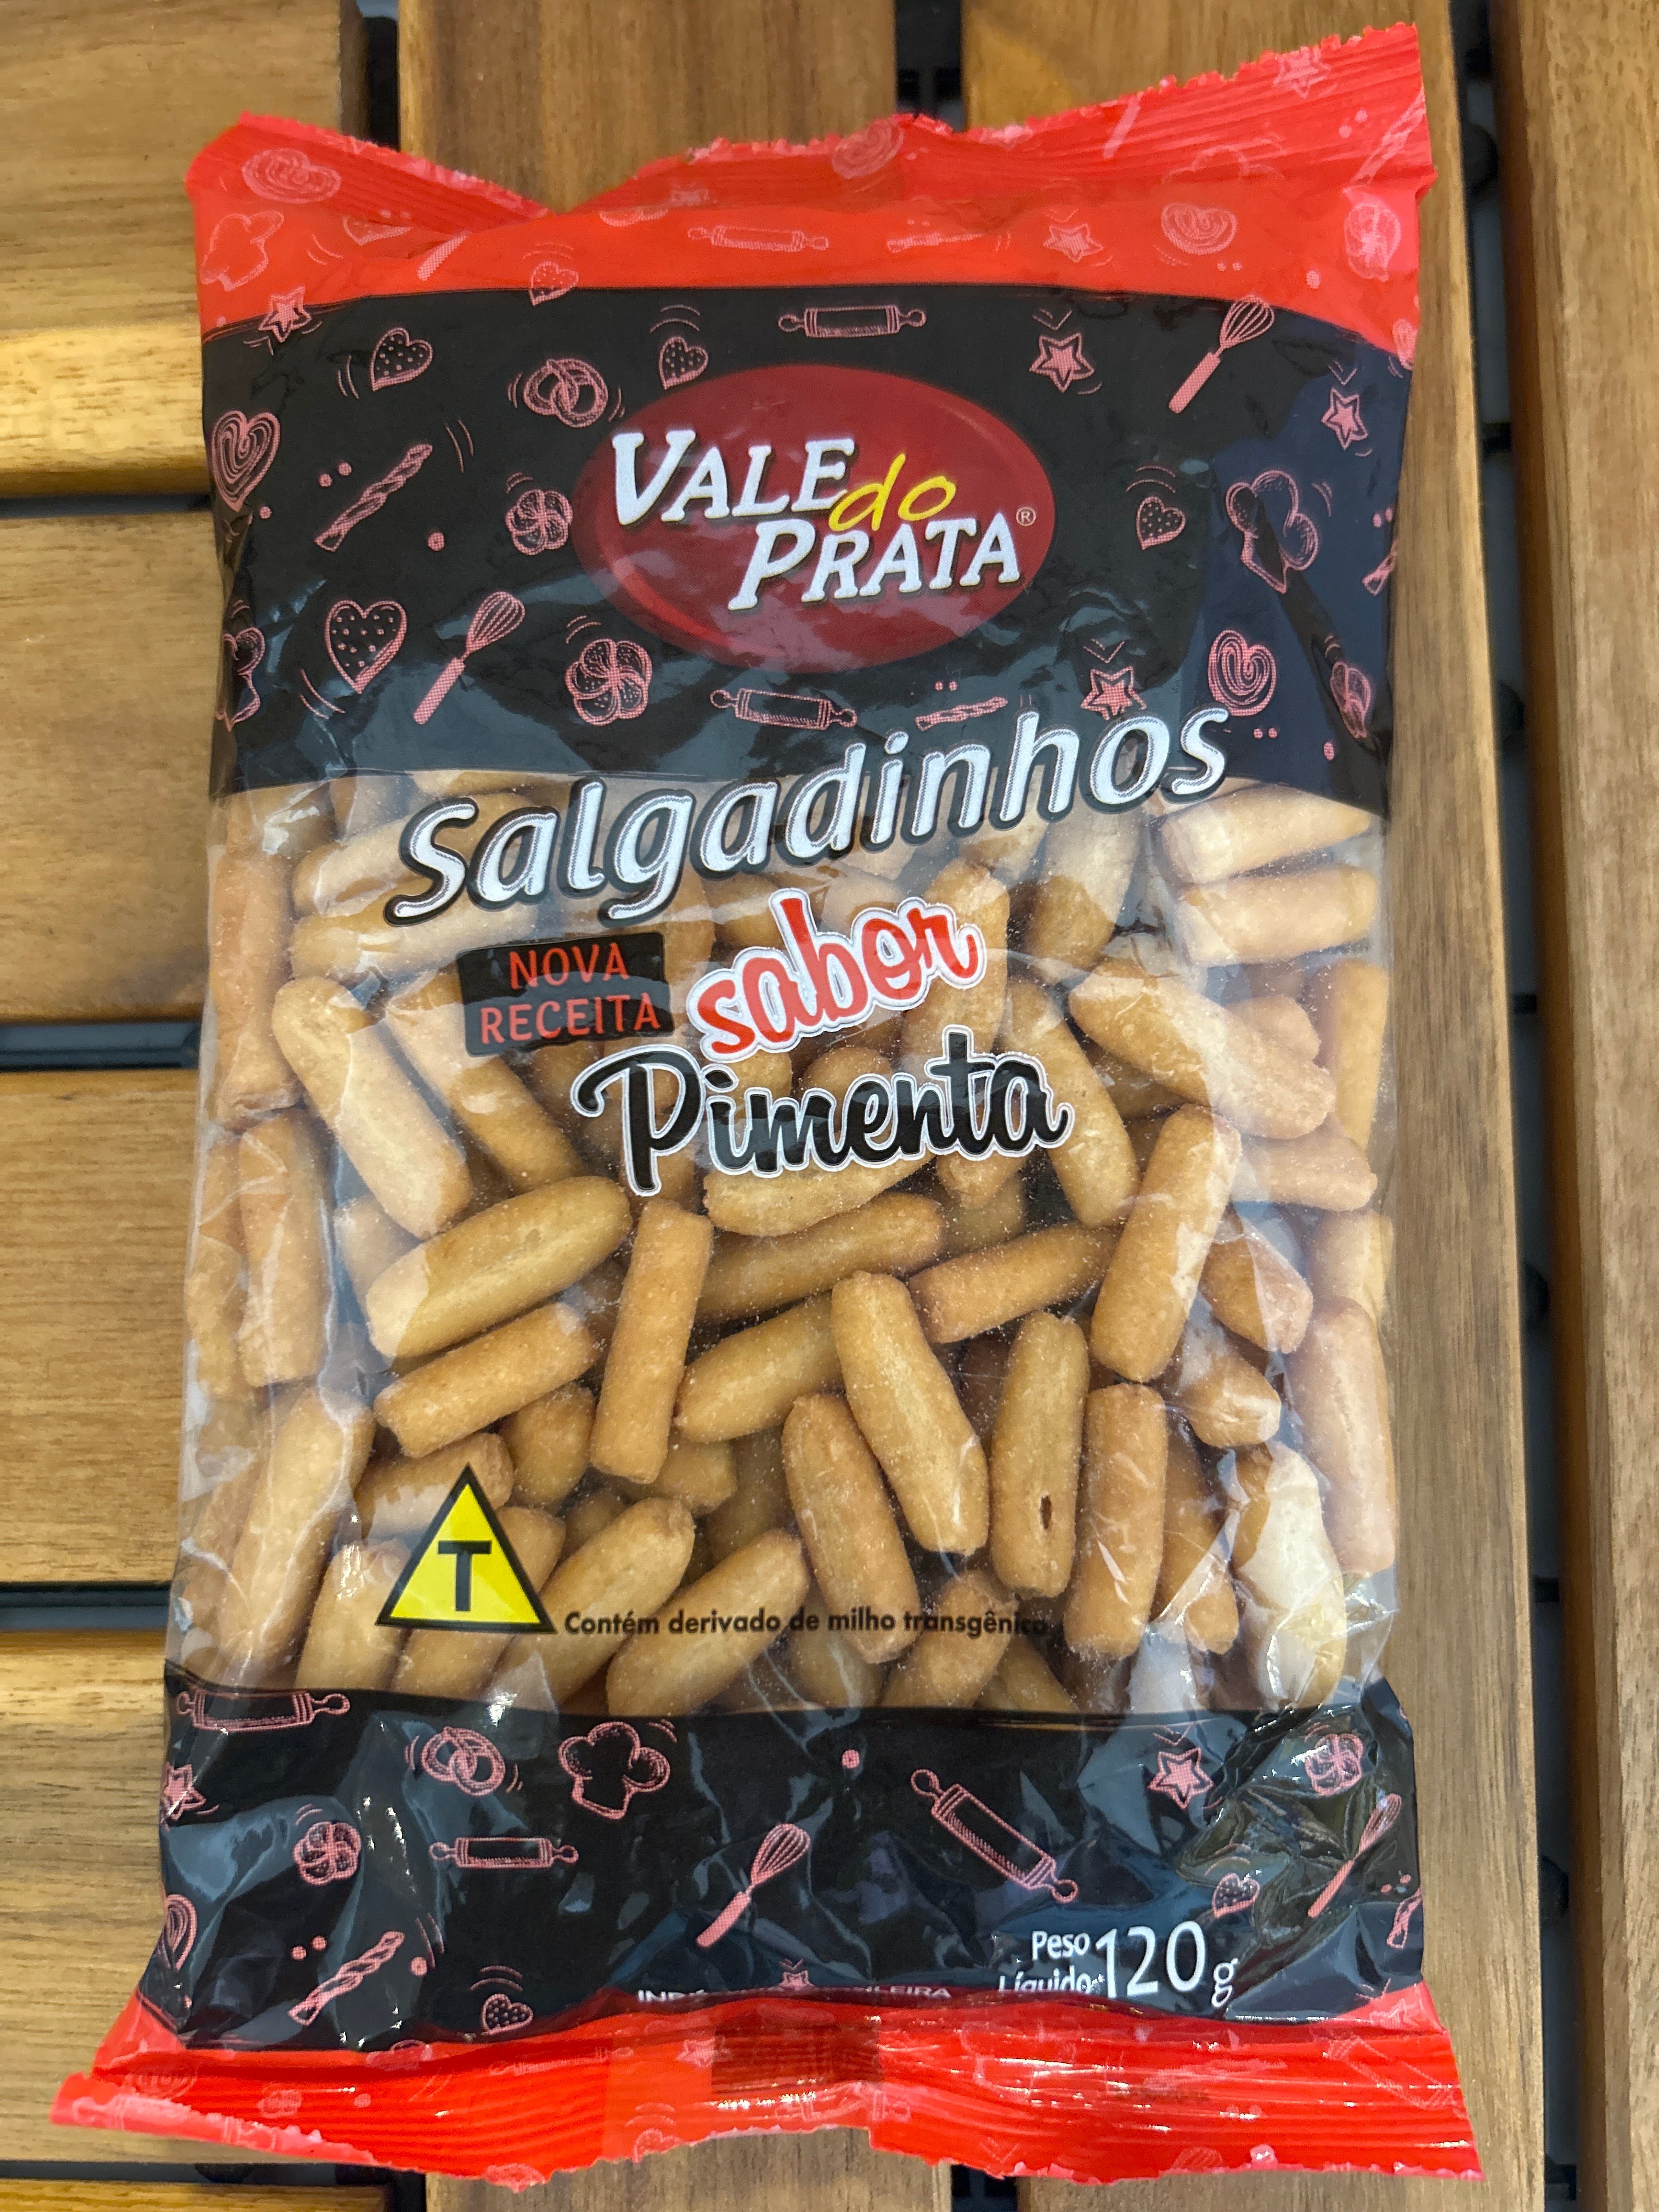 VALE do
PRATA®
Salgadinhos
NOVA
RECEITA
sabor
Pimenta
T
Contém derivado de milho transgênico
Peso
Líquido
120g